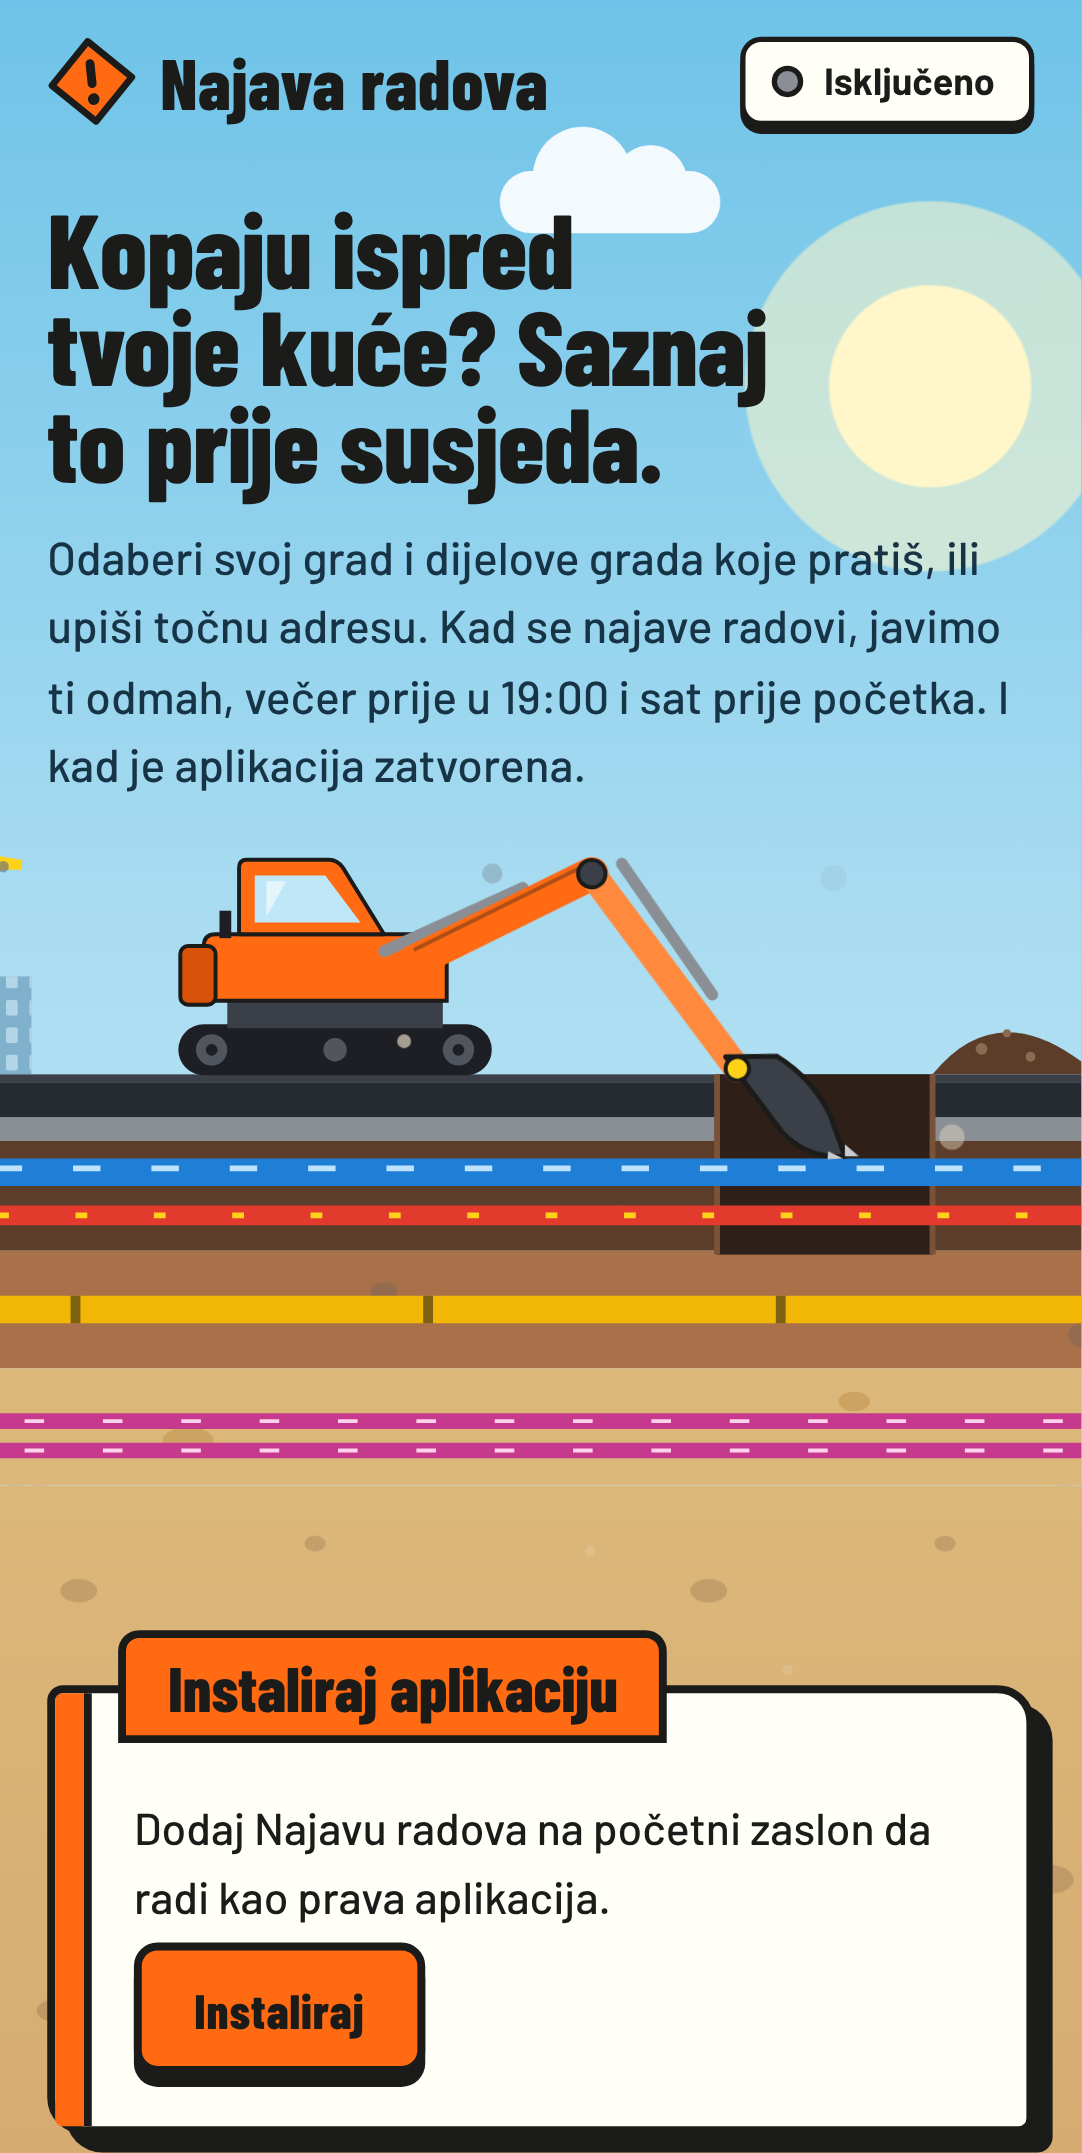 Najava radova
Isključeno
Kopaju ispred
tvoje kuće? Saznaj
to prije susjeda.
Odaberi svoj grad i dijelove grada koje pratiš, ili
upiši točnu adresu. Kad se najave radovi, javimo
ti odmah, večer prije u 19:00 i sat prije početka. I
kad je aplikacija zatvorena.
Instaliraj aplikaciju
Dodaj Najavu radova na početni zaslon da
radi kao prava aplikacija.
Instaliraj